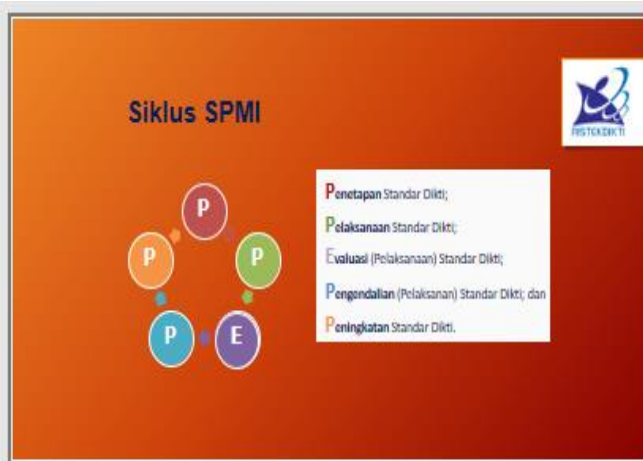 Siklus SPMI
RISTEKDIKTI
P
P
E
P
P
Penetapan Standar Dikti;
Pelaksanaan Standar Dikti;
Evaluasi (Pelaksanaan) Standar Dikti;
Pengendalian (Pelaksanan) Standar Dikti; dan
Peningkatan Standar Dikti.